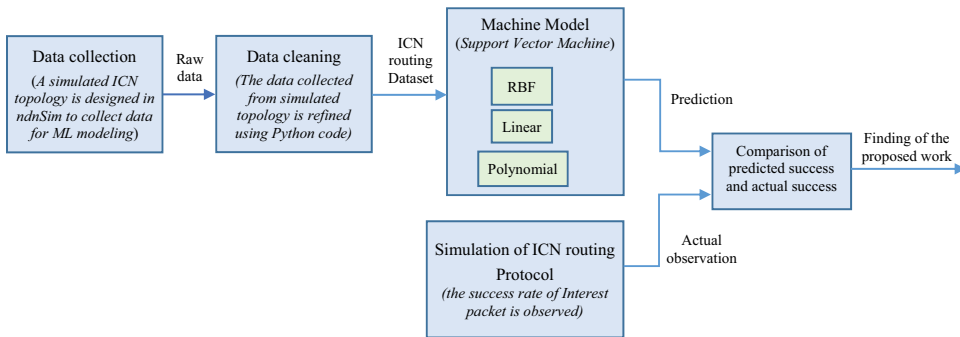 Data collection
(A simulated ICN
topology is designed in
ndnSim to collect data
for ML modeling)
Raw
data
Data cleaning
(The data collected
from simulated
topology is refined
using Python code)
ICN
routing
Dataset
Machine Model
(Support Vector Machine)
RBF
Linear
Polynomial
Prediction
Simulation of ICN routing
Protocol
(the success rate of Interest
packet is observed)
Actual
observation
Comparison of
predicted success
and actual success
Finding of the
proposed work